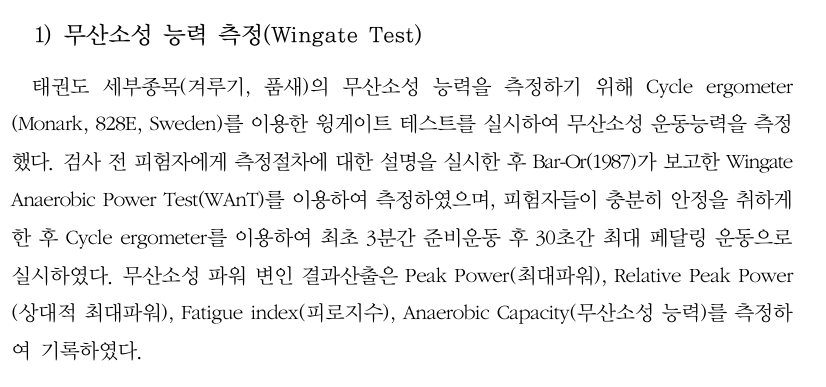 1) 무산소성 능력 측정(Wingate Test)
태권도 세부종목(겨루기, 품새)의 무산소성 능력을 측정하기 위해 Cycle ergometer
(Monark, 828E, Sweden)를 이용한 윙게이트 테스트를 실시하여 무산소성 운동능력을 측정
했다. 검사 전 피험자에게 측정절차에 대한 설명을 실시한 후 Bar-Or(1987)가 보고한 Wingate
Anaerobic Power Test(WAnT)를 이용하여 측정하였으며, 피험자들이 충분히 안정을 취하게
한 후 Cycle ergometer를 이용하여 최초 3분간 준비운동 후 30초간 최대 페달링 운동으로
실시하였다. 무산소성 파워 변인 결과산출은 Peak Power(최대파워), Relative Peak Power
(상대적 최대파워), Fatigue index(피로지수), Anaerobic Capacity(무산소성 능력)를 측정하
여 기록하였다.